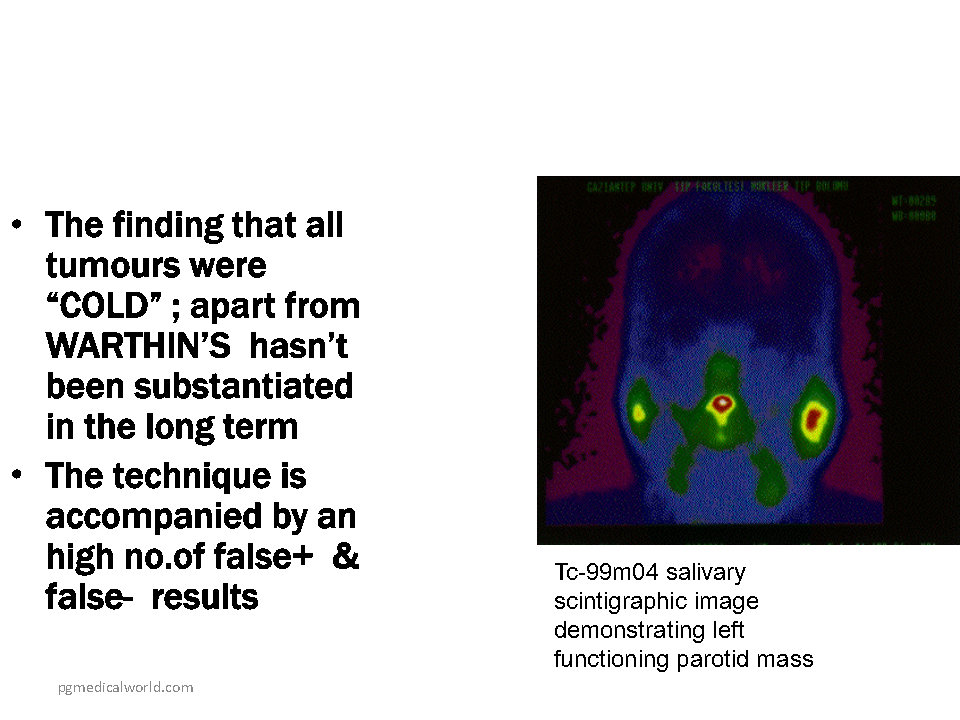 • The finding that all
tumours were
“COLD” ; apart from
WARTHIN’S hasn’t
been substantiated
in the long term
• The technique is
accompanied by an
high no.of false+ &
false- results
GAZIANTEP UNIV TIP FAKULTESI NUKLEER TIP BOLUMU
Tc-99m04 salivary
scintigraphic image
demonstrating left
functioning parotid mass
pgmedicalworld.com